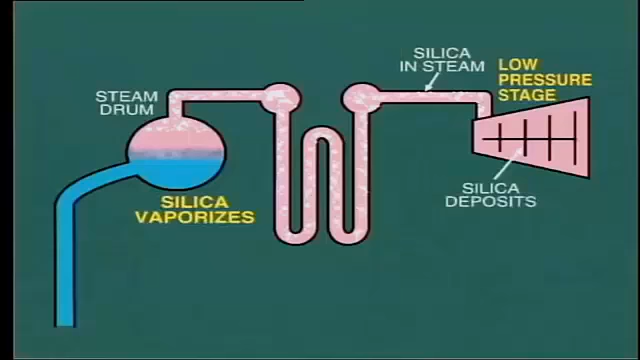 SILICA
IN STEAM
LOW
PRESSURE
STAGE
STEAM
DRUM
SILICA
VAPORIZES
SILICA
DEPOSITS